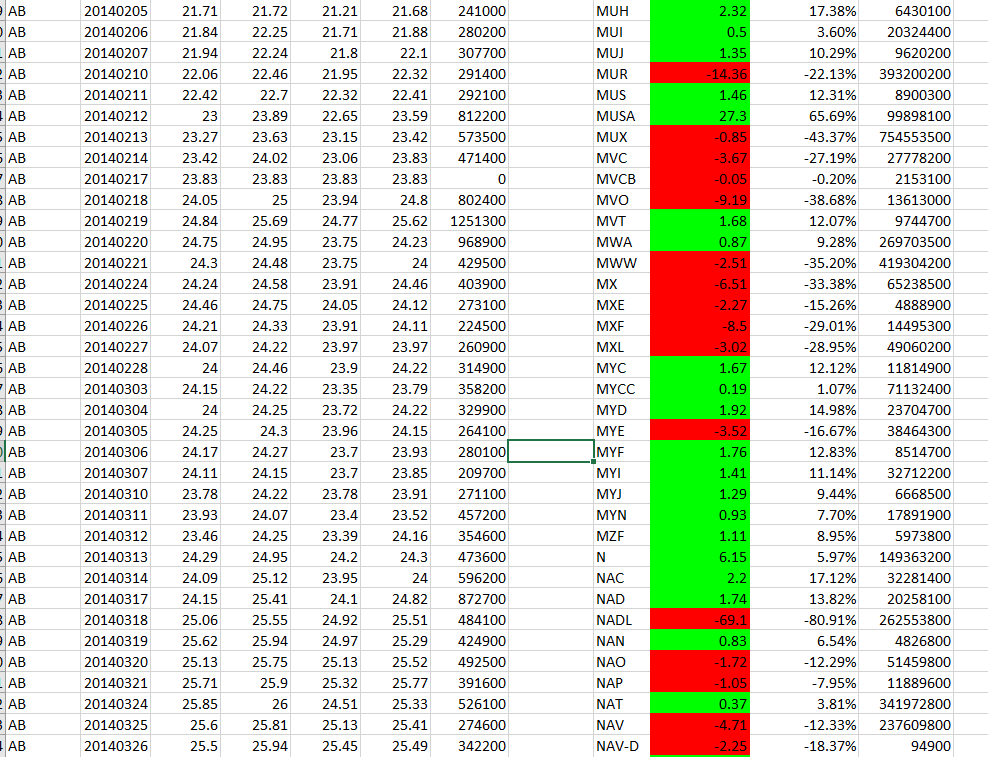 AB 20140205 21.71 21.72 21.21 21.68 241000 MUH 2.32 17.38% 6430100
AB 20140206 21.84 22.25 21.71 21.88 280200 MUI 0.5 3.60% 20324400
AB 20140207 21.94 22.24 21.8 22.1 307700 MUJ 1.35 10.29% 9620200
AB 20140210 22.06 22.46 21.95 22.32 291400 MUR -14.36 -22.13% 393200200
AB 20140211 22.42 22.7 22.32 22.41 292100 MUS 1.46 12.31% 8900300
AB 20140212 23 23.89 22.65 23.59 812200 MUSA 27.3 65.69% 99898100
AB 20140213 23.27 23.63 23.15 23.42 573500 MUX -0.85 -43.37% 754553500
AB 20140214 23.42 24.02 23.06 23.83 471400 MVC -3.67 -27.19% 27778200
AB 20140217 23.83 23.83 23.83 23.83 0 MVCB -0.05 -0.20% 2153100
AB 20140218 24.05 25 23.94 24.8 802400 MVO -9.19 -38.68% 13613000
AB 20140219 24.84 25.69 24.77 25.62 1251300 MVT 1.68 12.07% 9744700
AB 20140220 24.75 24.95 23.75 24.23 968900 MWA 0.87 9.28% 269703500
AB 20140221 24.3 24.48 23.75 24 429500 MWW -2.51 -35.20% 419304200
AB 20140224 24.24 24.58 23.91 24.46 403900 MX -6.51 -33.38% 65238500
AB 20140225 24.46 24.75 24.05 24.12 273100 MXE -2.27 -15.26% 4888900
AB 20140226 24.21 24.33 23.91 24.11 224500 MXF -8.5 -29.01% 14495300
AB 20140227 24.07 24.22 23.97 23.97 260900 MXL -3.02 -28.95% 49060200
AB 20140228 24 24.46 23.9 24.22 314900 MYC 1.67 12.12% 11814900
AB 20140303 24.15 24.22 23.35 23.79 358200 MYCC 0.19 1.07% 71132400
AB 20140304 24 24.25 23.72 24.22 329900 MYD 1.92 14.98% 23704700
AB 20140305 24.25 24.3 23.96 24.15 264100 MYE -3.52 -16.67% 38464300
AB 20140306 24.17 24.27 23.7 23.93 280100 MYF 1.76 12.83% 8514700
AB 20140307 24.11 24.15 23.7 23.85 209700 MYI 1.41 11.14% 32712200
AB 20140310 23.78 24.22 23.78 23.91 271100 MYJ 1.29 9.44% 6668500
AB 20140311 23.93 24.07 23.4 23.52 457200 MYN 0.93 7.70% 17891900
AB 20140312 23.46 24.25 23.39 24.16 354600 MZF 1.11 8.95% 5973800
AB 20140313 24.29 24.95 24.2 24.3 473600 N 6.15 5.97% 149363200
AB 20140314 24.09 25.12 23.95 24 596200 NAC 2.2 17.12% 32281400
AB 20140317 24.15 25.41 24.1 24.82 872700 NAD 1.74 13.82% 20258100
AB 20140318 25.06 25.55 24.92 25.51 484100 NADL -69.1 -80.91% 262553800
AB 20140319 25.62 25.94 24.97 25.29 424900 NAN 0.83 6.54% 4826800
AB 20140320 25.13 25.75 25.13 25.52 492500 NAO -1.72 -12.29% 51459800
AB 20140321 25.71 25.9 25.32 25.77 391600 NAP -1.05 -7.95% 11889600
AB 20140324 25.85 26 24.51 25.33 526100 NAT 0.37 3.81% 341972800
AB 20140325 25.6 25.81 25.13 25.41 274600 NAV -4.71 -12.33% 237609800
AB 20140326 25.5 25.94 25.45 25.49 342200 NAV-D -2.25 -18.37% 94900